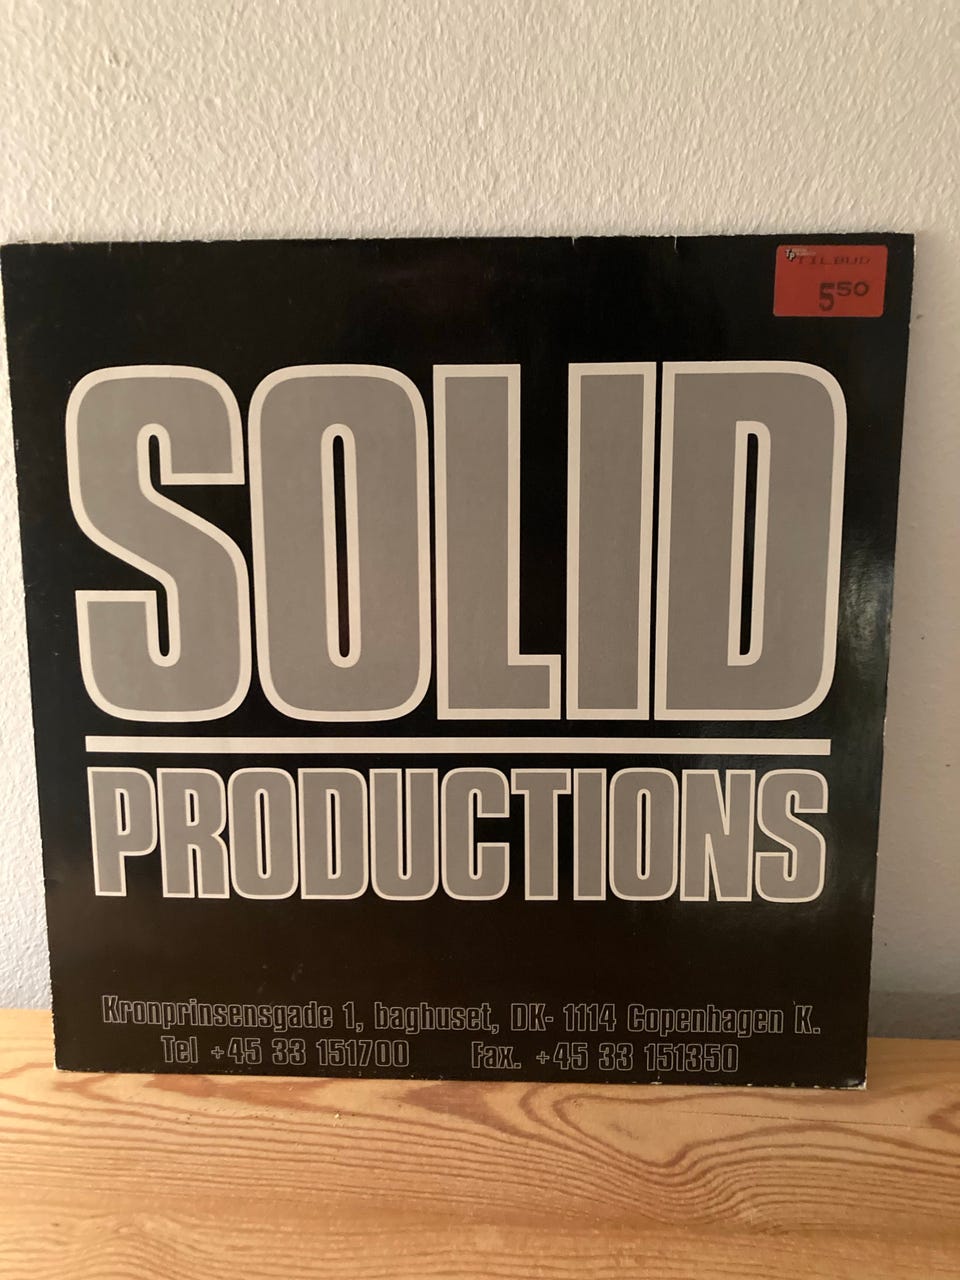 TILBUD
5 50
SOLID
PRODUCTIONS
Kronprinsensgade 1, baghuset, DK- 1114 Copenhagen K.
Tel +45 33 151700 Fax. +45 33 151350